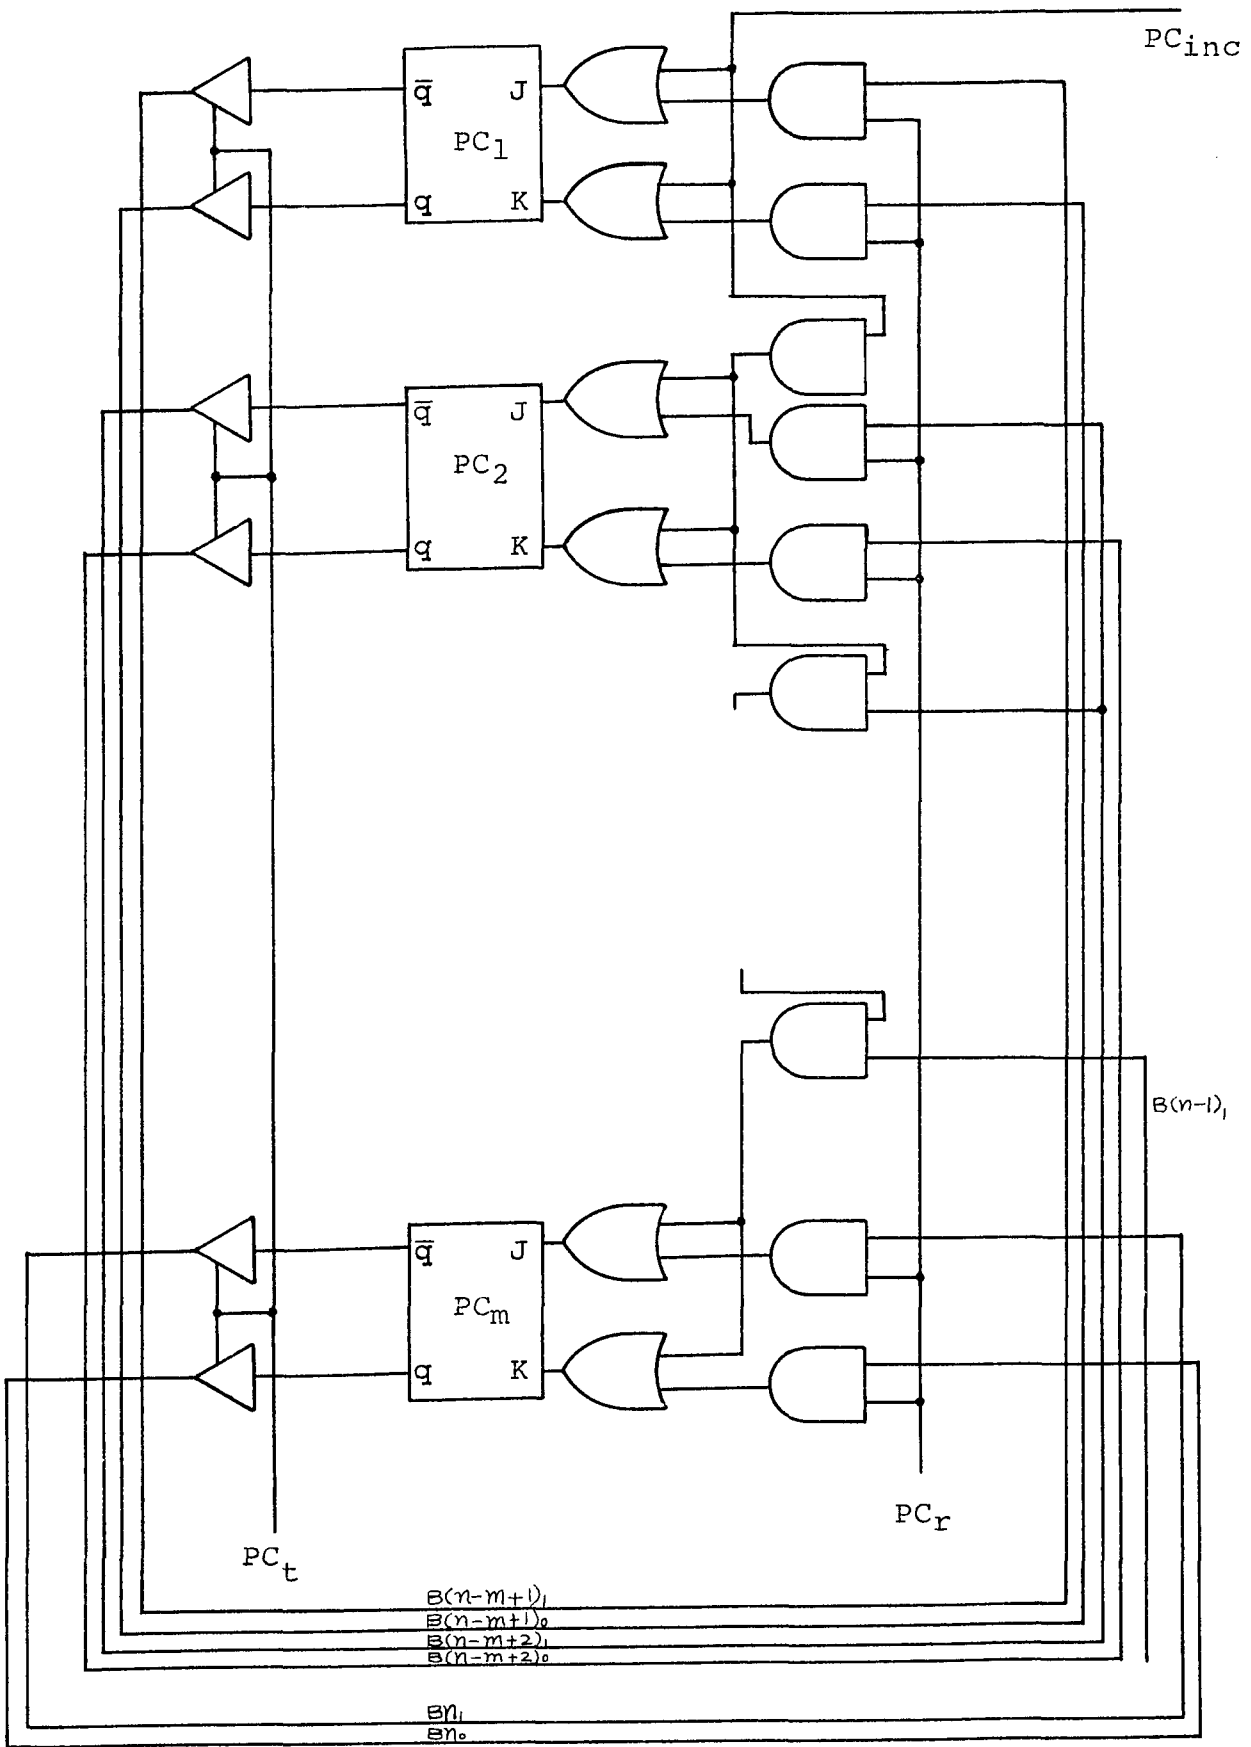 PCinc
q̄ J
PC1
q K
q̄ J
PC2
q K
B(n-1)1
q̄ J
PCm
q K
PCr
PCt
B(n-m+1)1
B(n-m+1)0
B(n-m+2)1
B(n-m+2)0
Bn1
Bn0